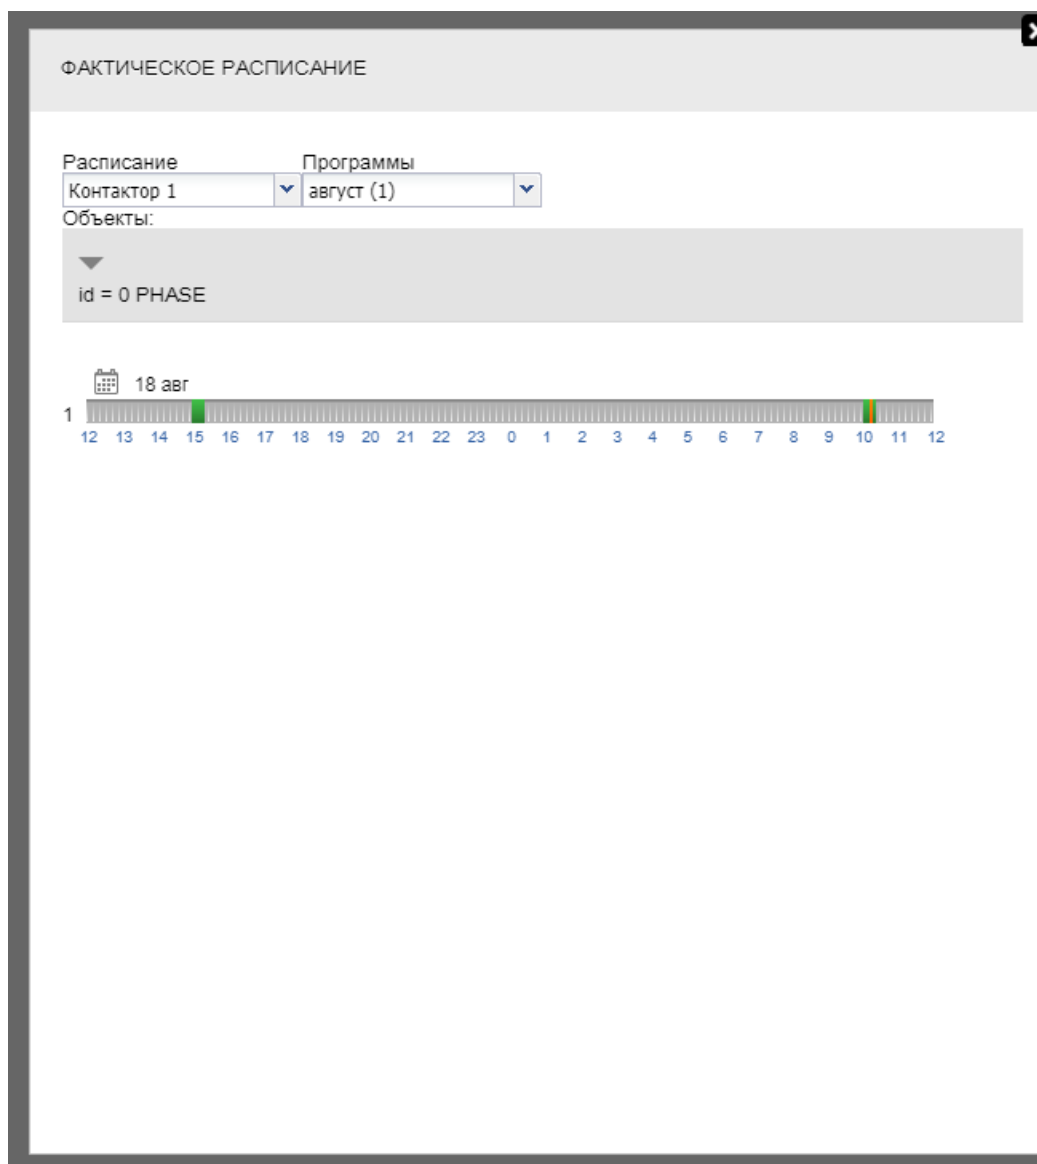 ФАКТИЧЕСКОЕ РАСПИСАНИЕ
Расписание Программы
Контактор 1 август (1)
Объекты:
id = 0 PHASE
18 авг
1
12 13 14 15 16 17 18 19 20 21 22 23 0 1 2 3 4 5 6 7 8 9 10 11 12